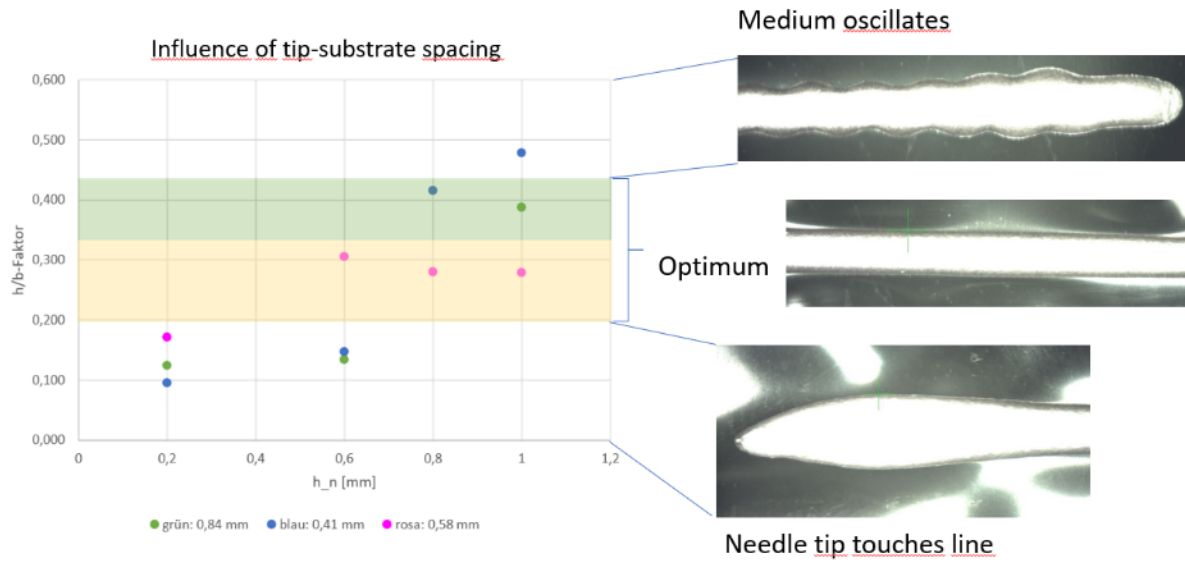 Medium oscillates
Influence of tip-substrate spacing
0,600
0,500
0,400
0,300
0,200
0,100
0,000
h/b-Faktor
0
0,2
0,4
0,6
0,8
1
1,2
h_n [mm]
grün: 0,84 mm
blau: 0,41 mm
rosa: 0,58 mm
Optimum
Needle tip touches line